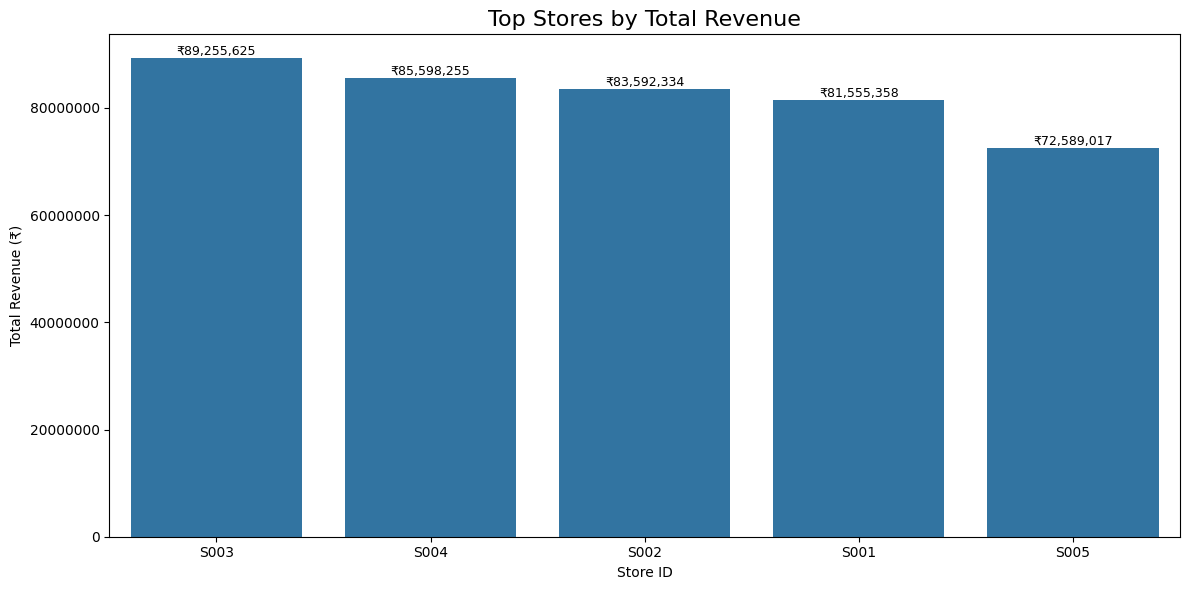 Top Stores by Total Revenue
₹89,255,625
₹85,598,255
₹83,592,334
₹81,555,358
₹72,589,017
80000000
60000000
40000000
20000000
0
Total Revenue (₹)
S003 S004 S002 S001 S005
Store ID